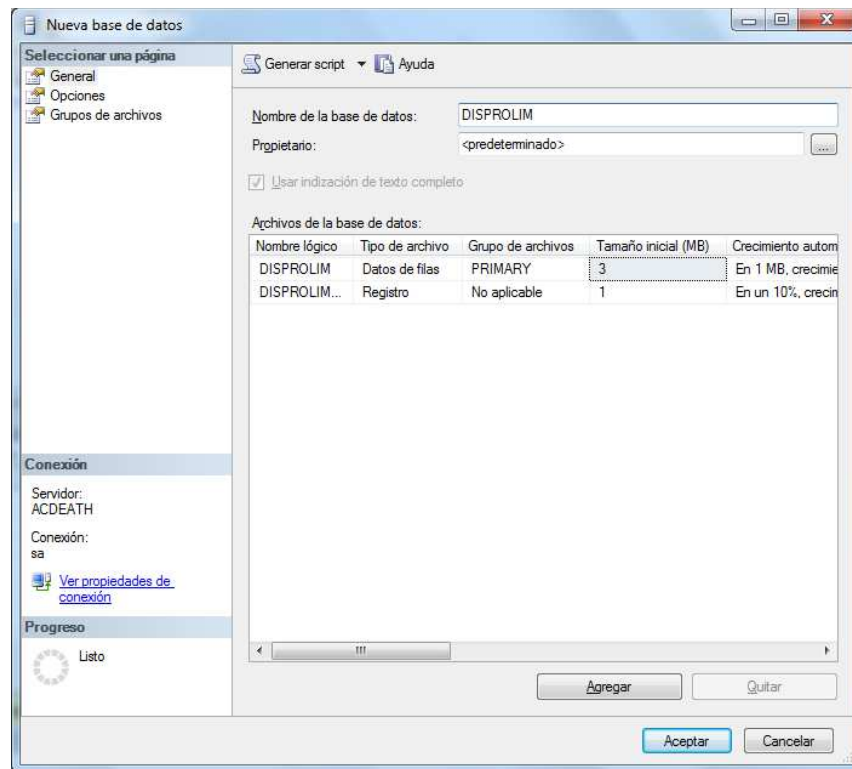 Nueva base de datos
Seleccionar una página
General
Opciones
Grupos de archivos
Generar script
Ayuda
Nombre de la base de datos: DISPROLIM
Propietario: <predeterminado> ...
Usar indización de texto completo
Archivos de la base de datos:
Nombre lógico Tipo de archivo Grupo de archivos Tamaño inicial (MB) Crecimiento autom
DISPROLIM Datos de filas PRIMARY 3 En 1 MB, crecimie
DISPROLIM... Registro No aplicable 1 En un 10%, crecin
Conexión
Servidor:
ACDEATH
Conexión:
sa
Ver propiedades de
conexión
Progreso
Listo
Agregar Quitar
Aceptar Cancelar